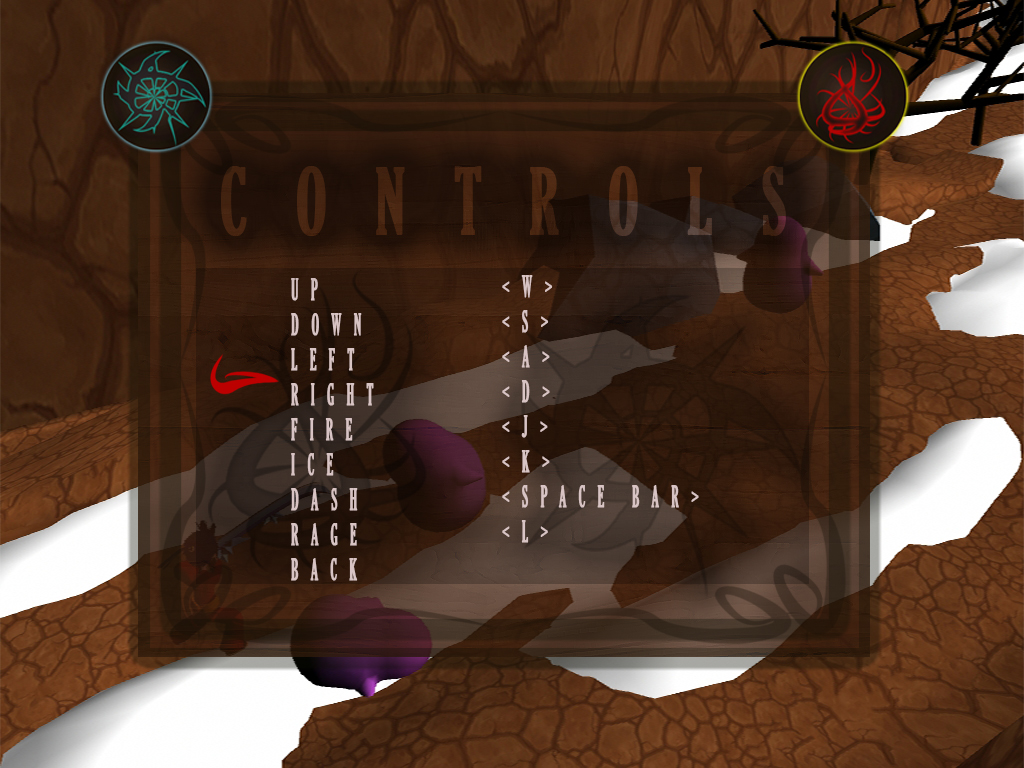 CONTROLS
UP <W>
DOWN <S>
LEFT <A>
RIGHT <D>
FIRE <J>
ICE <K>
DASH <SPACE BAR>
RAGE <L>
BACK